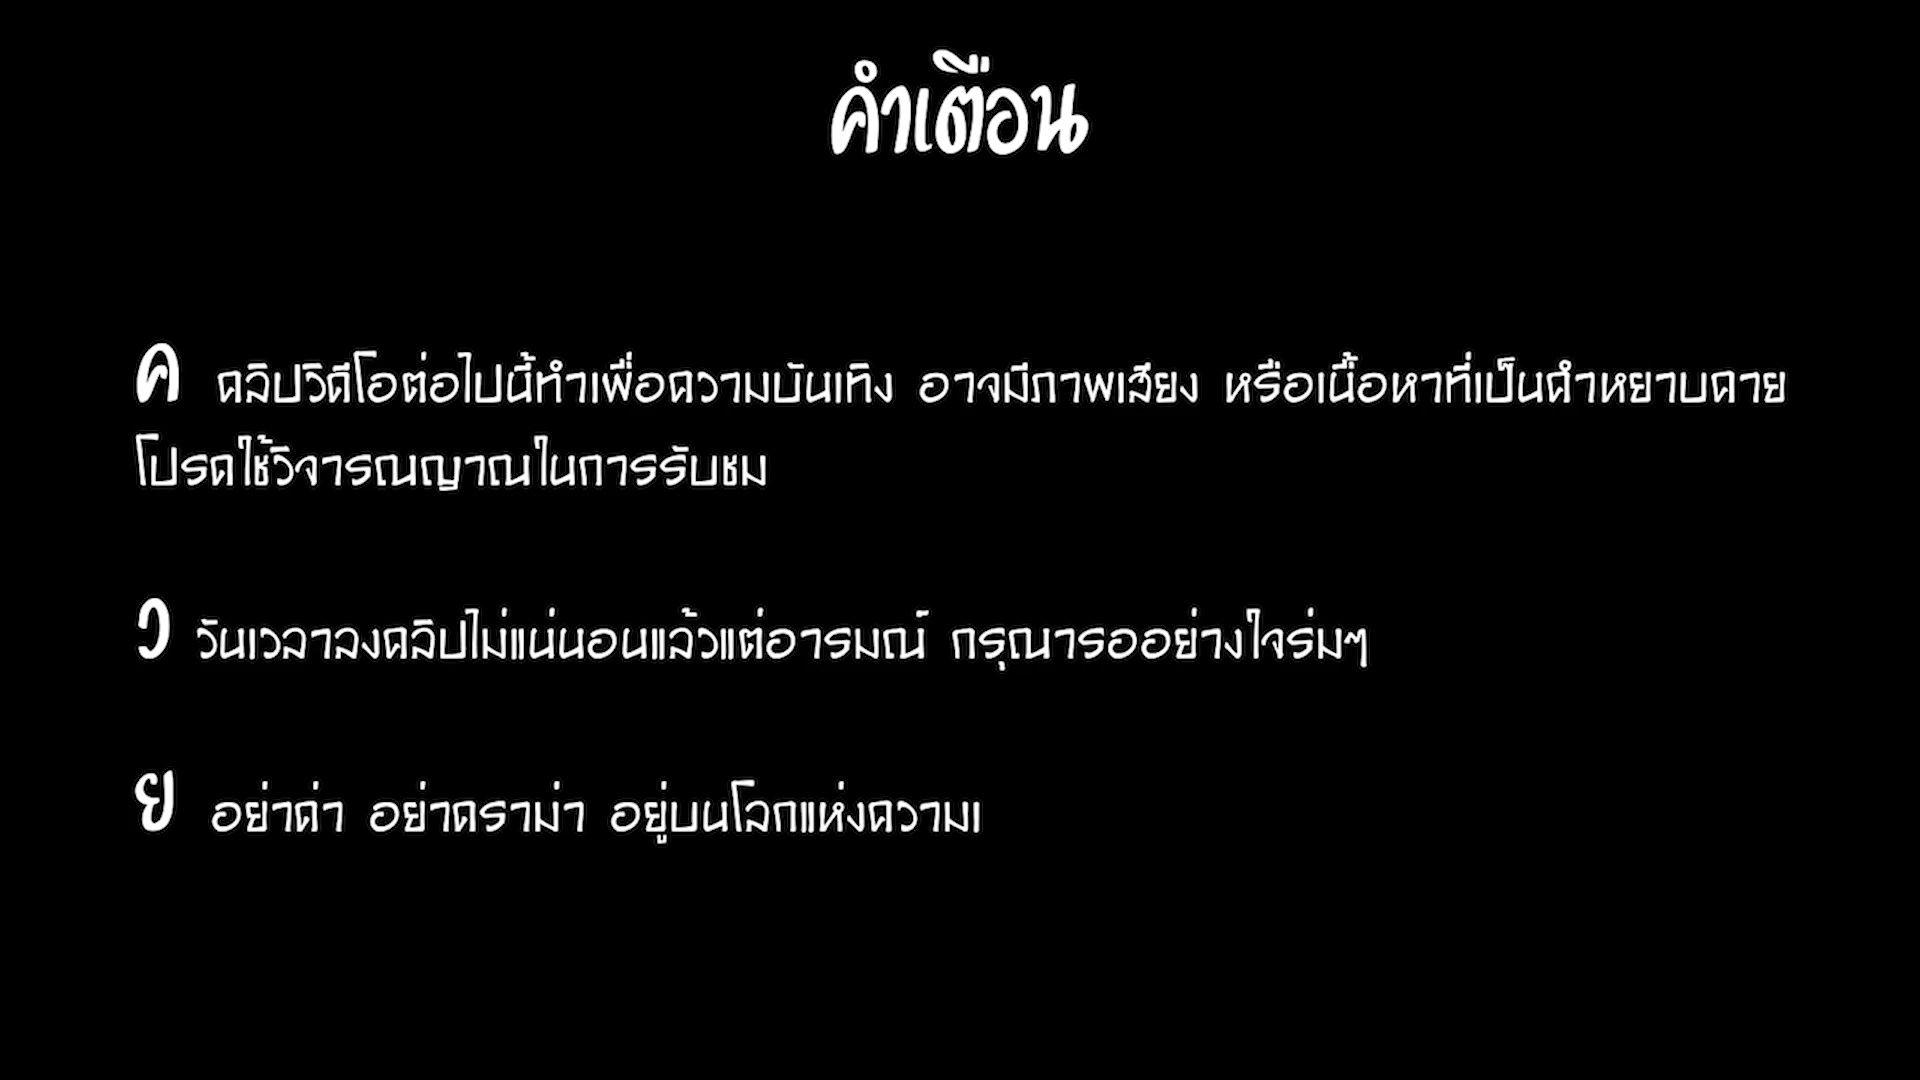 คำเตือน
ค คลิปวิดีโอต่อไปนี้ทำเพื่อความบันเทิง อาจมีภาพเสียง หรือเนื้อหาที่เป็นคำหยาบคาย
โปรดใช้วิจารณญาณในการรับชม
ว วันเวลาลงคลิปไม่แน่นอนแล้วแต่อารมณ์ กรุณารออย่างใจร่มๆ
ย อย่าด่า อย่าดราม่า อยู่บนโลกแห่งความเ